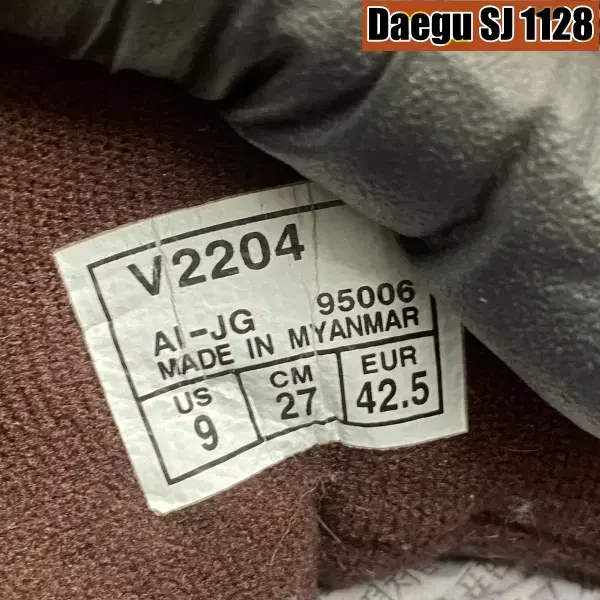 Daegu SJ 1128
V2204
95006
AI-JG
MADE IN MYANMAR
US CM EUR
9 27 42.5